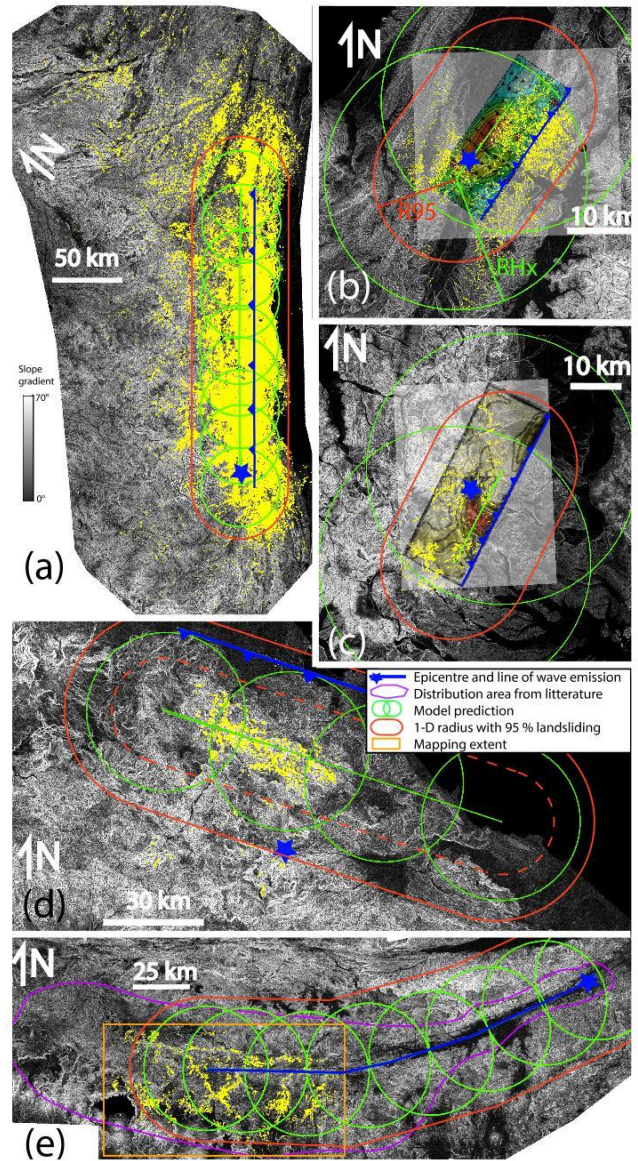 N
50 km
Slope
gradient
70°
0°
(a)
N
R95
RHx
10 km
(b)
N
10 km
(c)
Epicentre and line of wave emission
Distribution area from litterature
Model prediction
1-D radius with 95 % landsliding
Mapping extent
N
(d)
30 km
N
25 km
(e)